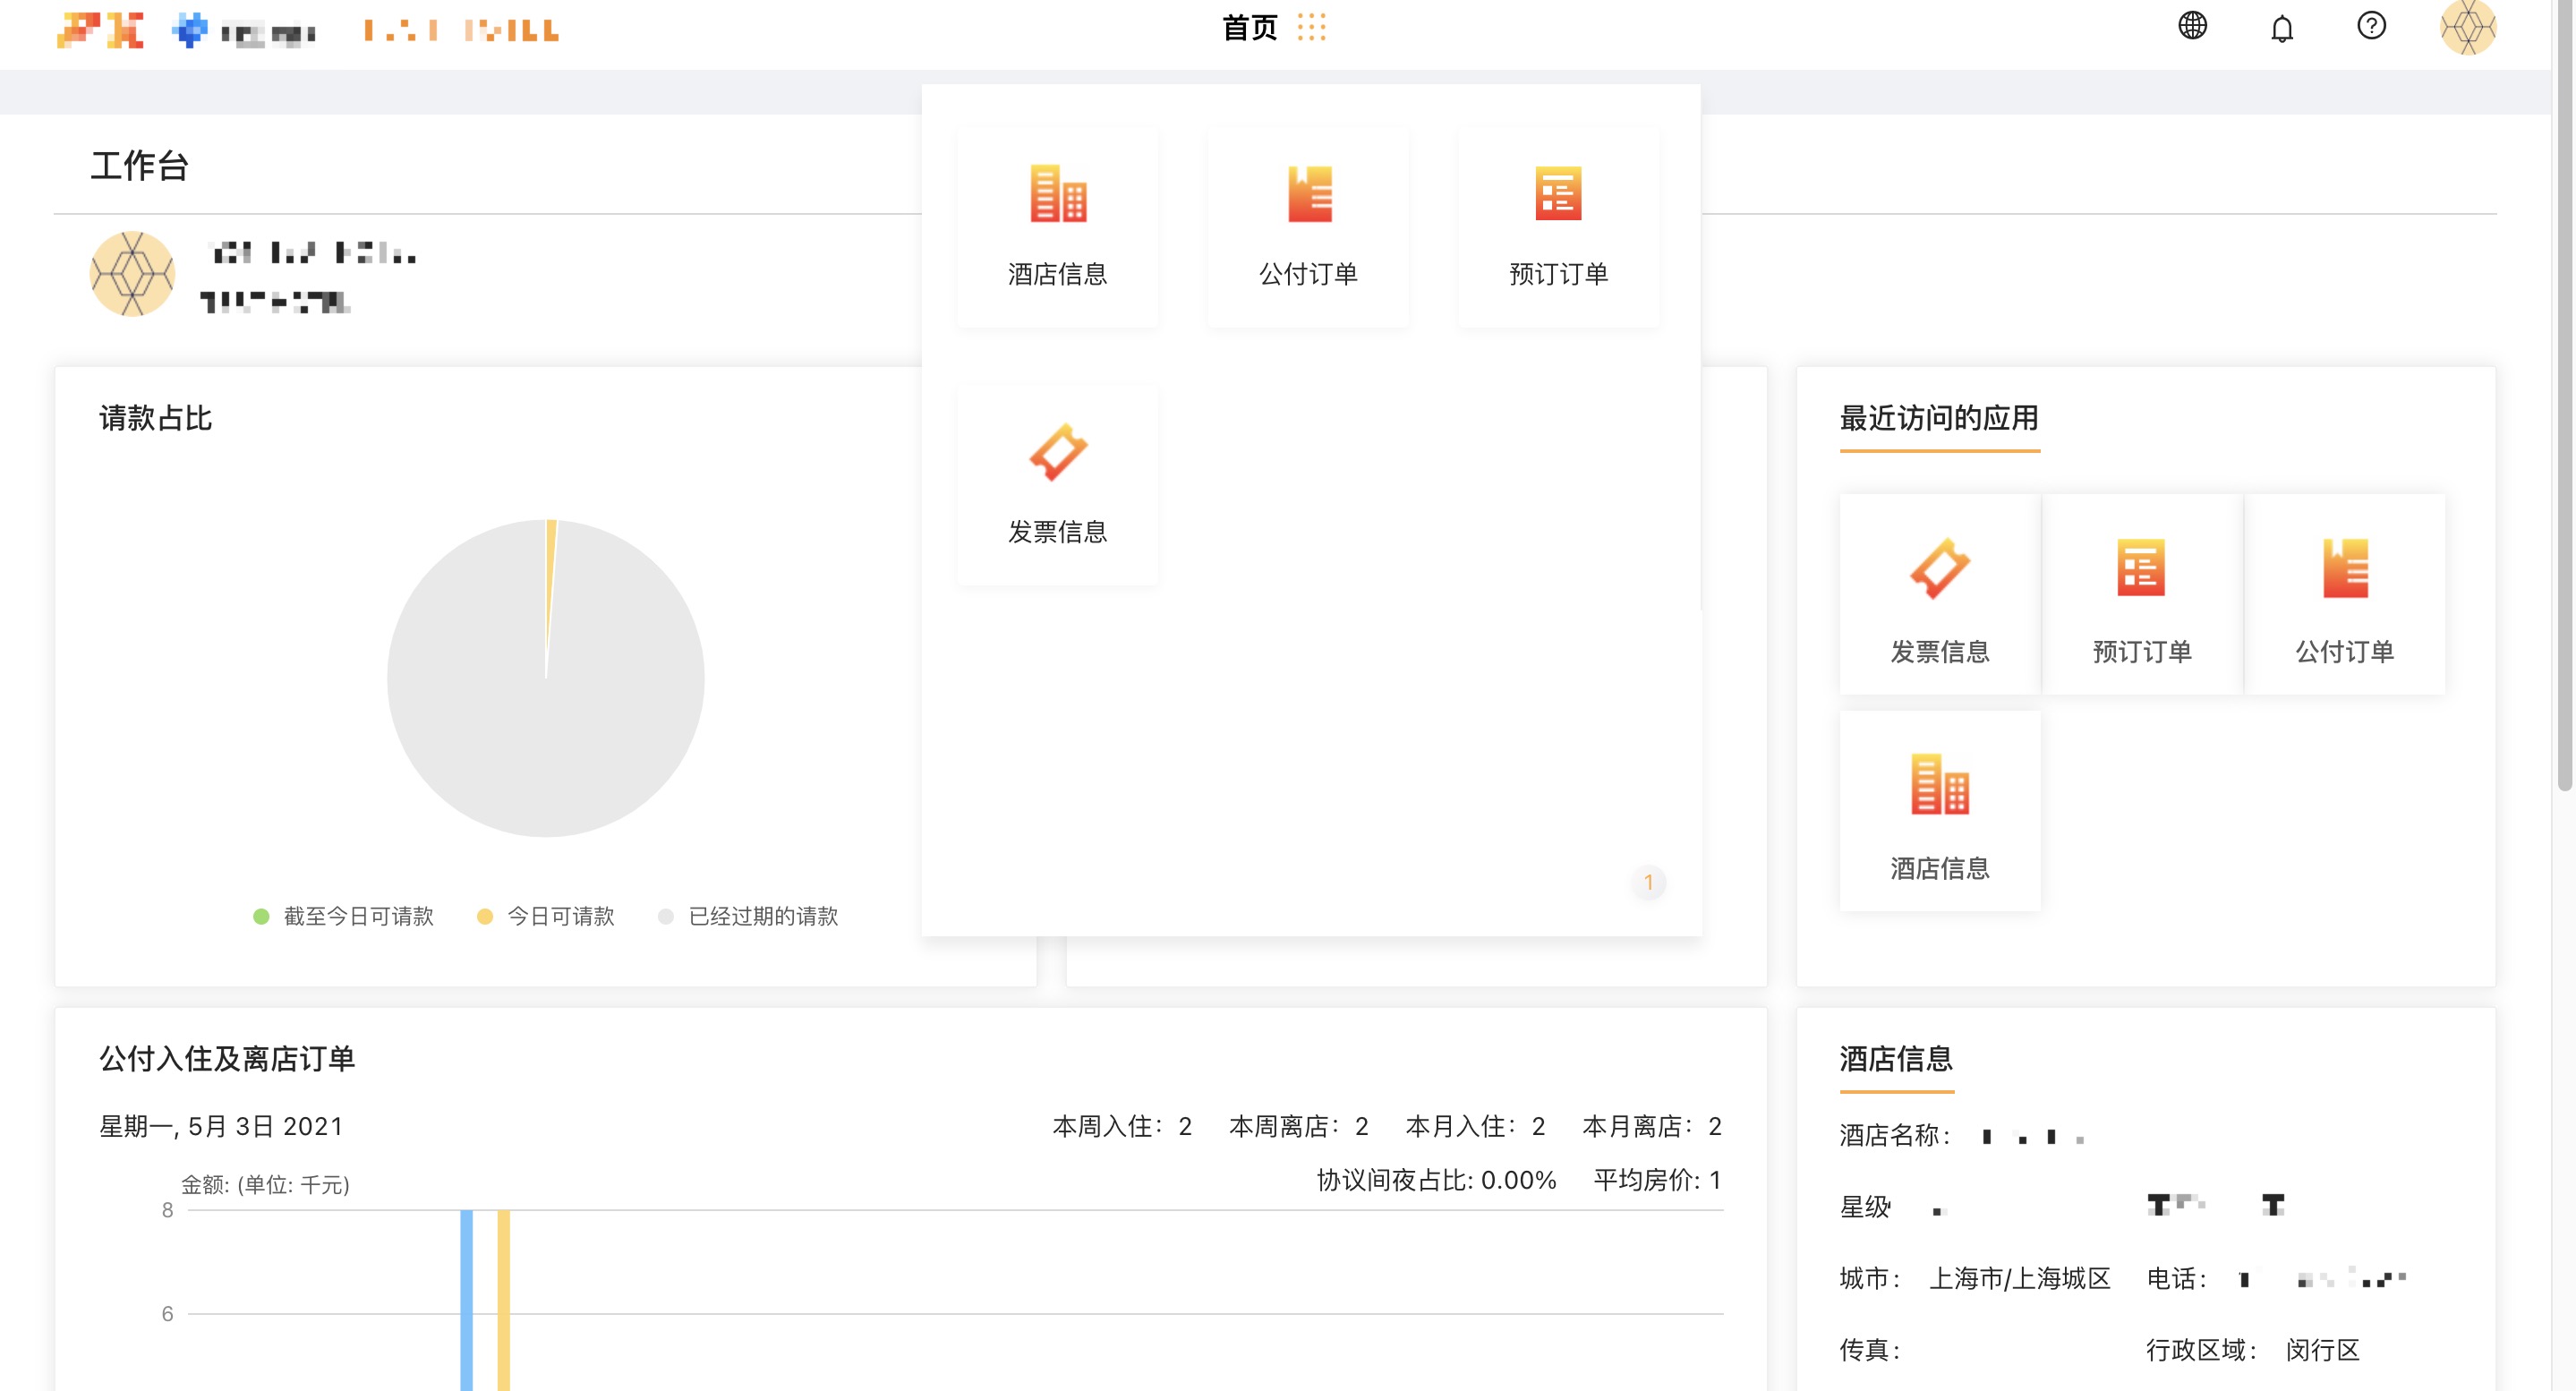 首页
工作台
酒店信息
公付订单
预订订单
发票信息
1
请款占比
截至今日可请款
今日可请款
已经过期的请款
最近访问的应用
发票信息
预订订单
公付订单
酒店信息
公付入住及离店订单
星期一, 5月 3日 2021
本周入住: 2 本周离店: 2 本月入住: 2 本月离店: 2
协议间夜占比: 0.00% 平均房价: 1
金额: (单位: 千元)
8
6
酒店信息
酒店名称:
星级
城市: 上海市/上海城区 电话:
传真: 行政区域: 闵行区